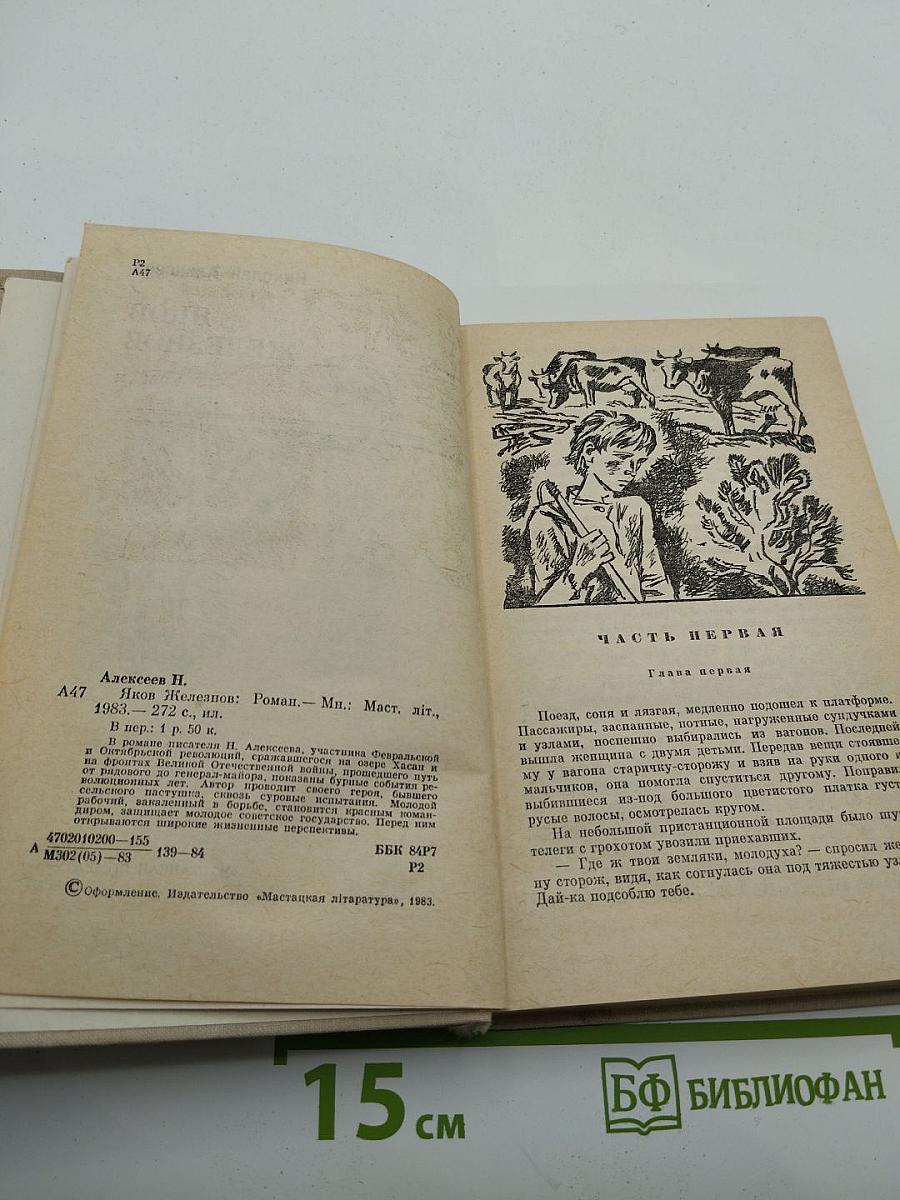 Р2
А47
Алексеев Н.
А47 Яков Железнов: Роман.— Мн.: Маст. літ.,
1983.— 272 с., ил.
В пер.: 1 р. 50 к.
В романе писателя Н. Алексеева, участника Февральской
и Октябрьской революций, сражавшегося на озере Хасан и
на фронтах Великой Отечественной войны, прошедшего путь
от рядового до генерал-майора, показаны бурные события ре-
волюционных лет. Автор проводит своего героя, бывшего
сельского пастушка, сквозь суровые испытания. Молодой
рабочий, закаленный в борьбе, становится красным коман-
диром, защищает молодое советское государство. Перед ним
открываются широкие жизненные перспективы.
А 4702010200—155
М302(05)—83 139—84
ББК 84Р7
Р2
© Оформление. Издательство «Мастацкая літаратура», 1983.
ЧАСТЬ ПЕРВАЯ
Глава первая
Поезд, сопя и лязгая, медленно подошел к платформе.
Пассажиры, заспанные, потные, нагруженные сундучками
и узлами, поспешно выбирались из вагонов. Последней
вышла женщина с двумя детьми. Передав вещи стоявше
му у вагона старичку-сторожу и взяв на руки одного и
мальчиков, она помогла спуститься другому. Поправи
выбившиеся из-под большого цветистого платка густ
русые волосы, осмотрелась кругом.
На небольшой пристанционной площади было шу
телеги с грохотом увозили приехавших.
— Где ж твои земляки, молодуха? — спросил же
ну сторож, видя, как согнулась она под тяжестью уз
Дай-ка подсоблю тебе.
15 см
БФ БИБЛИОФАН